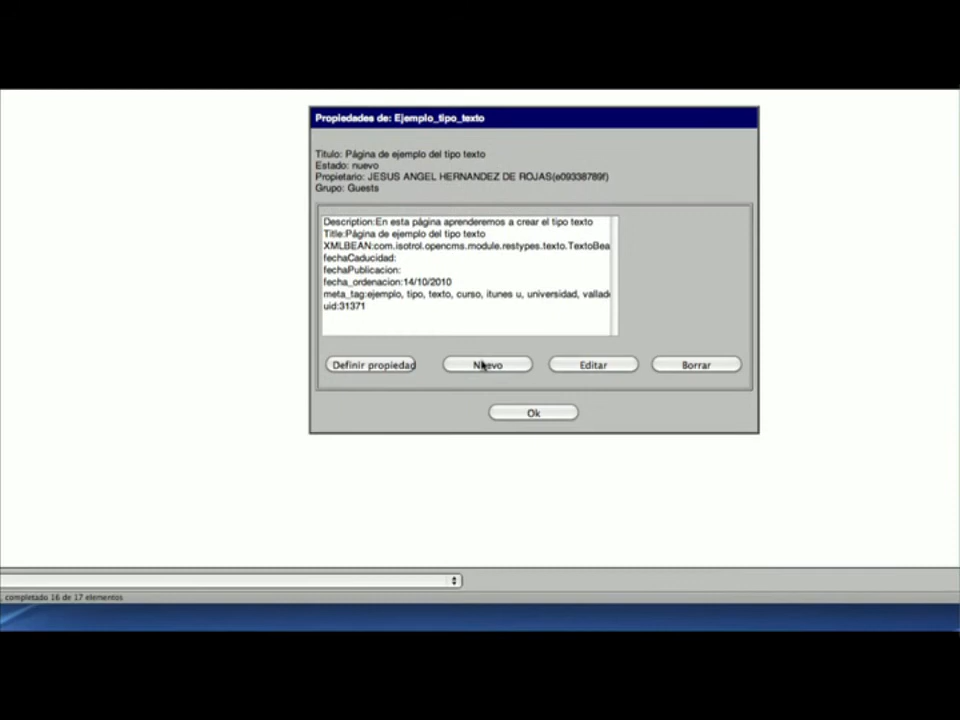 Propiedades de: Ejemplo_tipo_texto
Titulo: Página de ejemplo del tipo texto
Estado: nuevo
Propietario: JESUS ANGEL HERNANDEZ DE ROJAS(e09338789f)
Grupo: Guests
Description:En esta página aprenderemos a crear el tipo texto
Title:Página de ejemplo del tipo texto
XMLBEAN:com.isotrol.opencms.module.restypes.texto.TextoBea
fechaCaducidad:
fechaPublicacion:
fecha_ordenacion:14/10/2010
meta_tag:ejemplo, tipo, texto, curso, itunes u, universidad, vallado
uid:31371
Definir propiedad Nuevo Editar Borrar
Ok
, completado 16 de 17 elementos